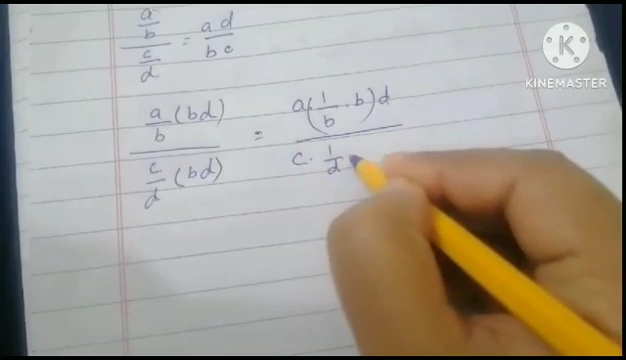 K
KINEMASTER
a/b / c/d = ad/bc
a/b (bd) / c/d (bd) = a(1/b · b)d / c · 1/d